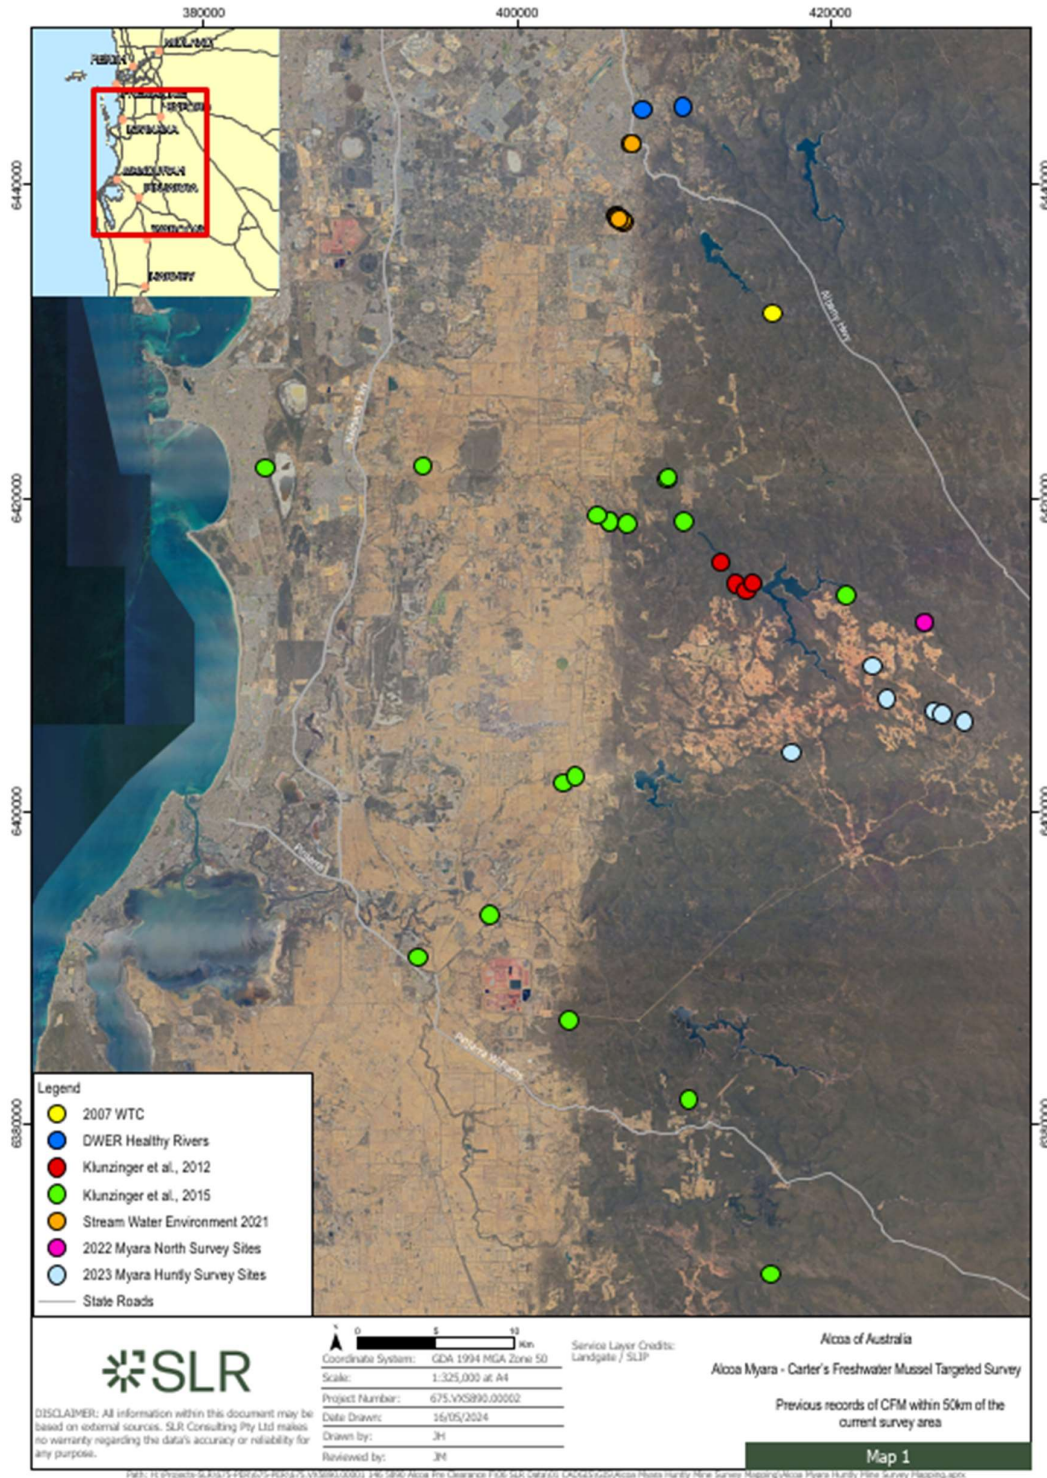 380000
400000
420000
MIDLAND
MANDURAH
PINJARRA
HARVEY
6440000
6440000
Albany Hwy
Kwinana Fwy
6420000
6420000
6400000
6400000
Pinjarra
Pinjarra Williams
6380000
6380000
Legend
2007 WTC
DWER Healthy Rivers
Klunzinger et al., 2012
Klunzinger et al., 2015
Stream Water Environment 2021
2022 Myara North Survey Sites
2023 Myara Huntly Survey Sites
State Roads
SLR
DISCLAIMER: All information within this document may be
based on external sources. SLR Consulting Pty Ltd makes
no warranty regarding the data's accuracy or reliability for
any purpose.
N
0 5 10
Km
Coordinate System: GDA 1994 MGA Zone 50
Scale: 1:325,000 at A4
Project Number: 675.VXS890.00002
Date Drawn: 16/05/2024
Drawn by: JH
Reviewed by: JM
Service Layer Credits:
Landgate / SLIP
Alcoa of Australia
Alcoa Myara - Carter's Freshwater Mussel Targeted Survey
Previous records of CFM within 50km of the
current survey area
Map 1